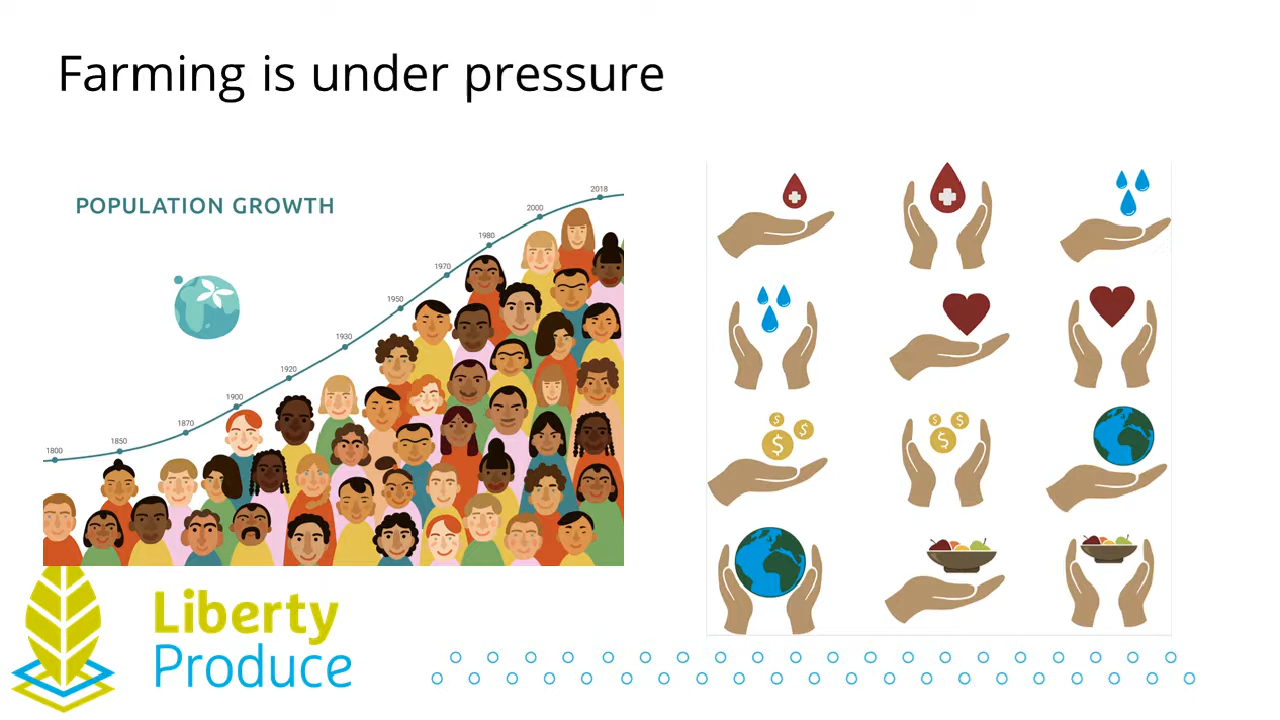 Farming is under pressure
POPULATION GROWTH
2018
2000
1980
1970
1950
1930
1920
1900
1870
1850
1800
$ $ $
$ $ $
Liberty
Produce